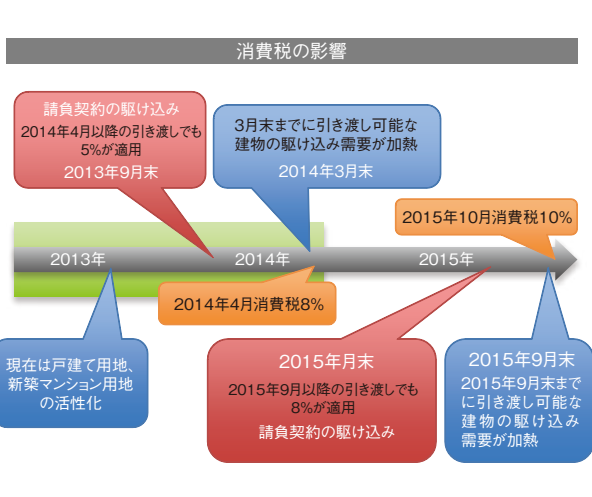 消費税の影響
請負契約の駆け込み
2014年4月以降の引き渡しでも
5%が適用
2013年9月末
3月末までに引き渡し可能な
建物の駆け込み需要が加熱
2014年3月末
2015年10月消費税10%
2013年
2014年
2015年
2014年4月消費税8%
現在は戸建て用地、
新築マンション用地
の活性化
2015年月末
2015年9月以降の引き渡しでも
8%が適用
請負契約の駆け込み
2015年9月末
2015年9月末まで
に引き渡し可能な
建物の駆け込み
需要が加熱